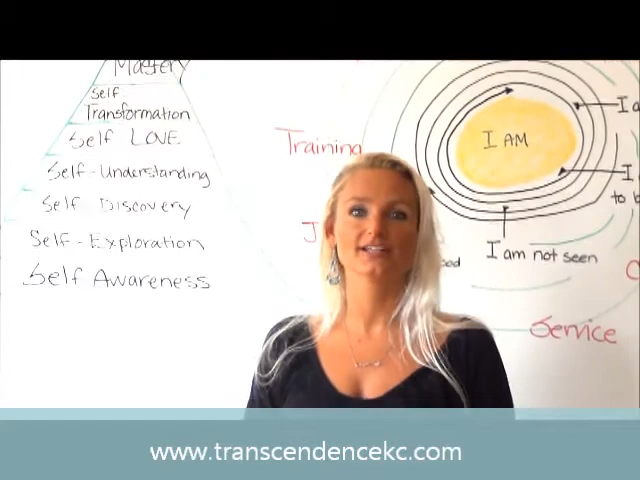 Mastery
Self
Transformation
Self LOVE
Self-Understanding
Self Discovery
Self-Exploration
Self Awareness
Training
I AM
I am not seen
to b
Service
www.transcendencekc.com